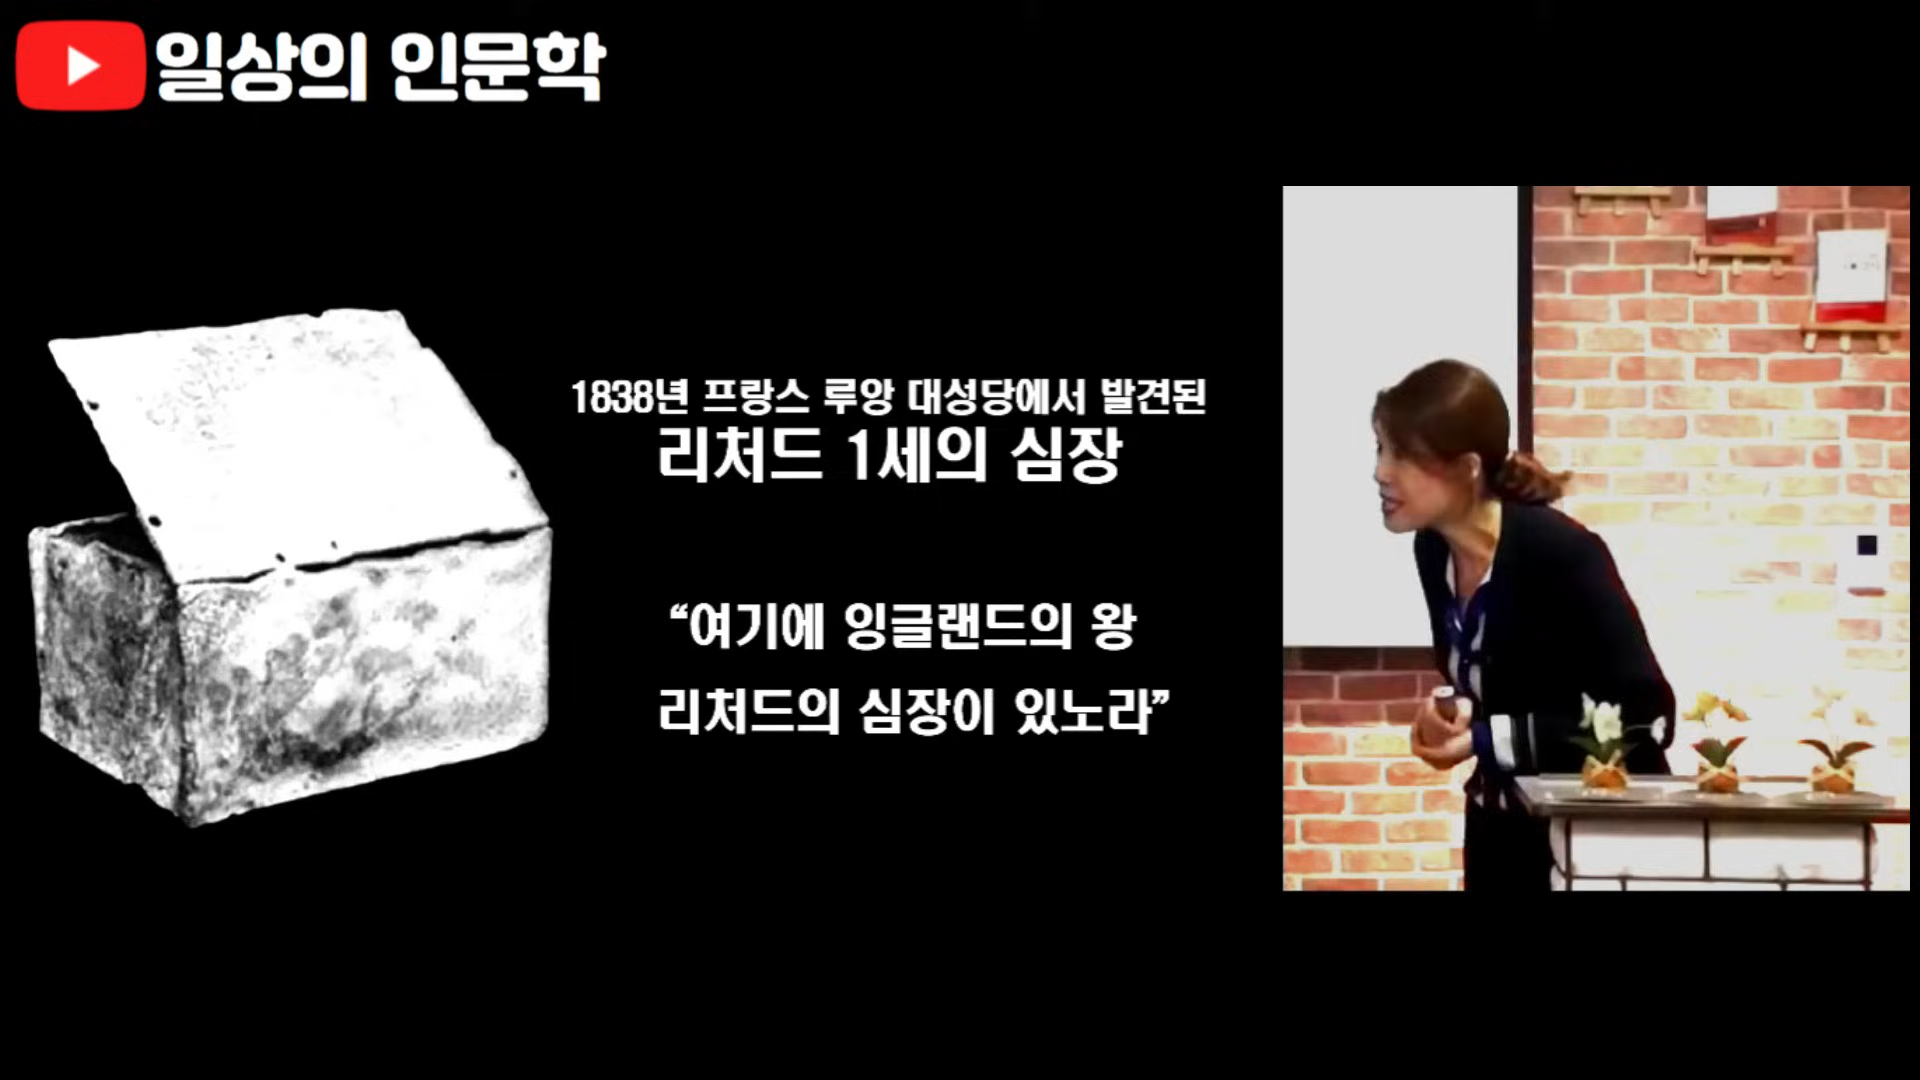 일상의 인문학
1838년 프랑스 루앙 대성당에서 발견된
리처드 1세의 심장
“여기에 잉글랜드의 왕
리처드의 심장이 있노라”